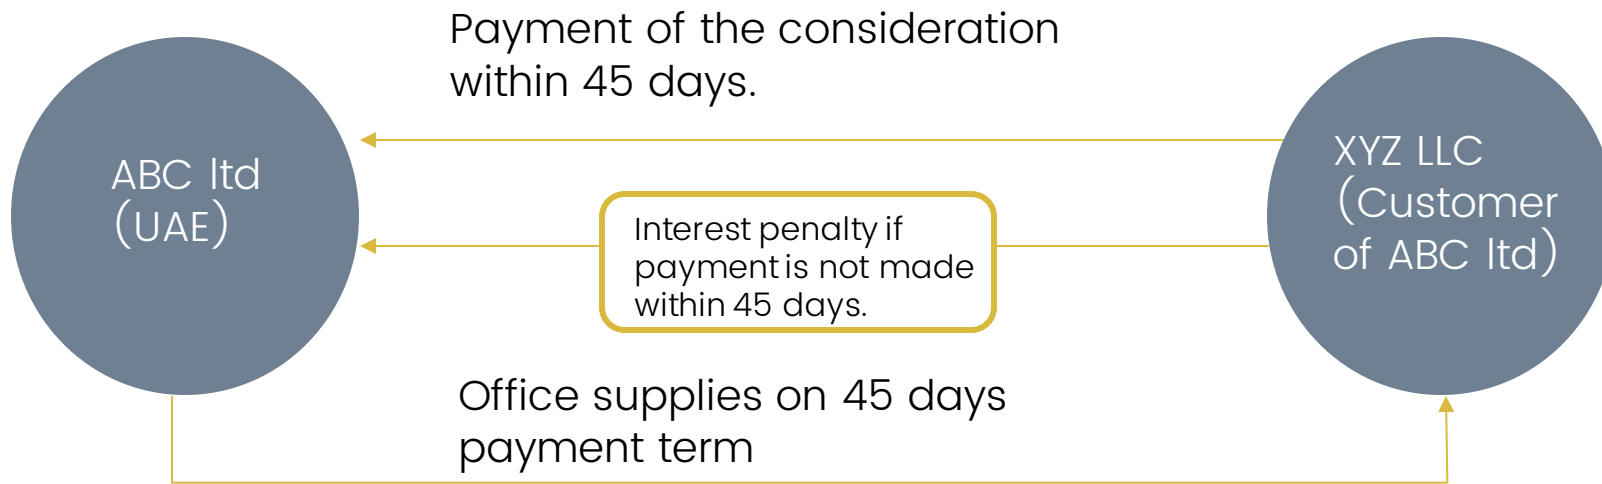 Payment of the consideration
within 45 days.
ABC ltd
(UAE)
XYZ LLC
(Customer
of ABC ltd)
Interest penalty if
payment is not made
within 45 days.
Office supplies on 45 days
payment term